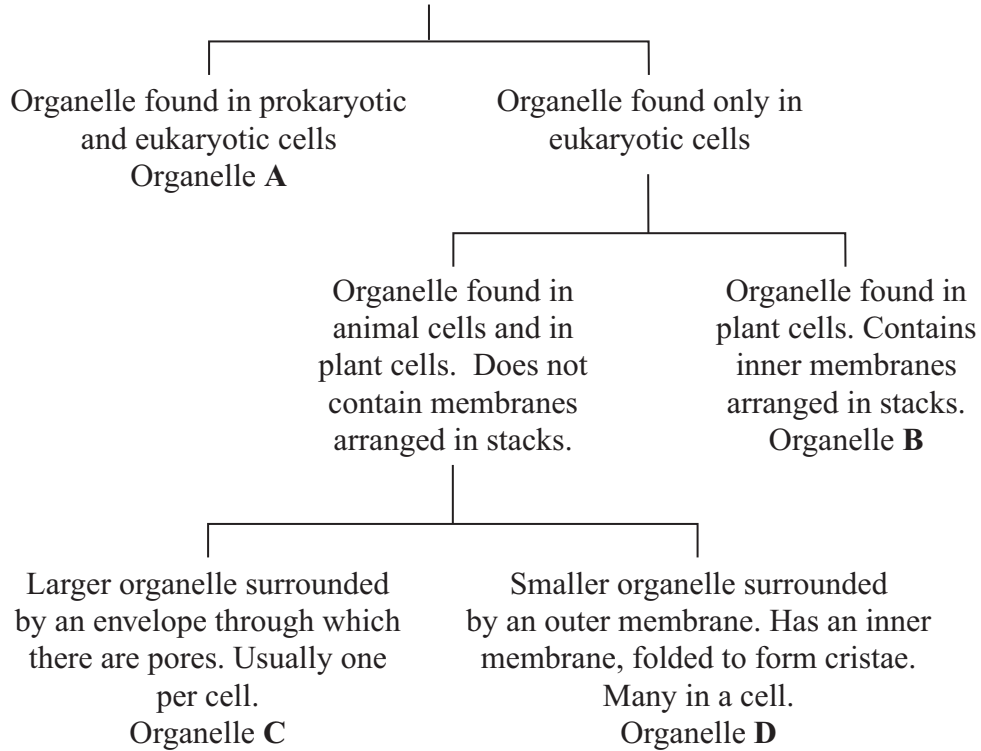 Organelle found in prokaryotic
and eukaryotic cells
Organelle A
Organelle found only in
eukaryotic cells
Organelle found in
animal cells and in
plant cells. Does not
contain membranes
arranged in stacks.
Organelle found in
plant cells. Contains
inner membranes
arranged in stacks.
Organelle B
Larger organelle surrounded
by an envelope through which
there are pores. Usually one
per cell.
Organelle C
Smaller organelle surrounded
by an outer membrane. Has an inner
membrane, folded to form cristae.
Many in a cell.
Organelle D